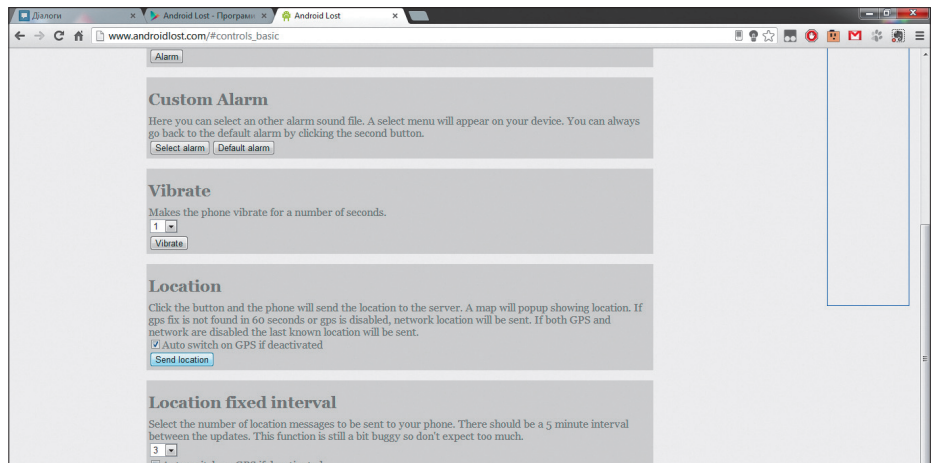 Діалоги
Android Lost - Програми
Android Lost
www.androidlost.com/#controls_basic
Alarm
Custom Alarm
Here you can select an other alarm sound file. A select menu will appear on your device. You can always
go back to the default alarm by clicking the second button.
Select alarm Default alarm
Vibrate
Makes the phone vibrate for a number of seconds.
1
Vibrate
Location
Click the button and the phone will send the location to the server. A map will popup showing location. If
gps fix is not found in 60 seconds or gps is disabled, network location will be sent. If both GPS and
network are disabled the last known location will be sent.
Auto switch on GPS if deactivated
Send location
Location fixed interval
Select the number of location messages to be sent to your phone. There should be a 5 minute interval
between the updates. This function is still a bit buggy so don't expect too much.
3